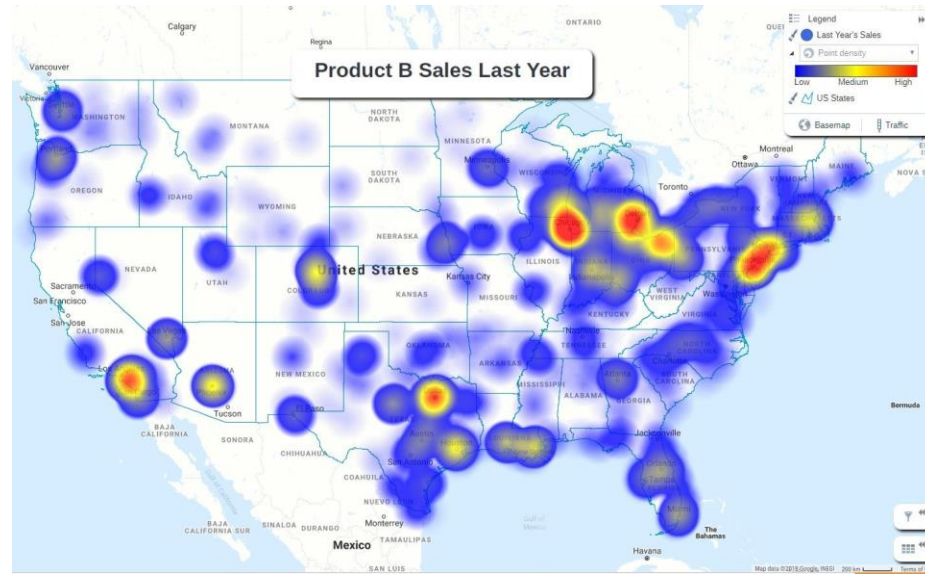 Product B Sales Last Year
Legend
Last Year's Sales
Point density
Low Medium High
US States
Basemap Traffic
Calgary
Regina
ONTARIO
Vancouver
Victoria
WASHINGTON
MONTANA
NORTH
DAKOTA
MINNESOTA
Minneapolis
WISCONSIN
Ottawa
Montreal
MAINE
VERMONT
Toronto
NOVA S
OREGON
IDAHO
SOUTH
DAKOTA
WYOMING
NEW YORK
NEBRASKA
ILLINOIS
PENNSYLVANIA
United States
NEVADA
UTAH
Sacramento
San Francisco
San Jose
CALIFORNIA
KANSAS
Kansas City
MISSOURI
WEST
VIRGINIA
Washington
KENTUCKY
VIRGINIA
Las Vegas
Nashville
TENNESSEE
NORTH
CAROLINA
Charlotte
OKLAHOMA
ARKANSAS
NEW MEXICO
SOUTH
CAROLINA
Atlanta
MISSISSIPPI
ALABAMA
GEORGIA
Tucson
El Paso
BAJA
CALIFORNIA
SONORA
CHIHUAHUA
Austin
San Antonio
Jacksonville
Bermuda
COAHUILA
Orlando
Tampa
NUEVO LEON
Miami
Monterrey
Gulf of
Mexico
The
Bahamas
BAJA
CALIFORNIA SUR
SINALOA
DURANGO
TAMAULIPAS
Mexico
Havana
SAN LUIS
Map data ©2018 Google, INEGI 200 km Terms of